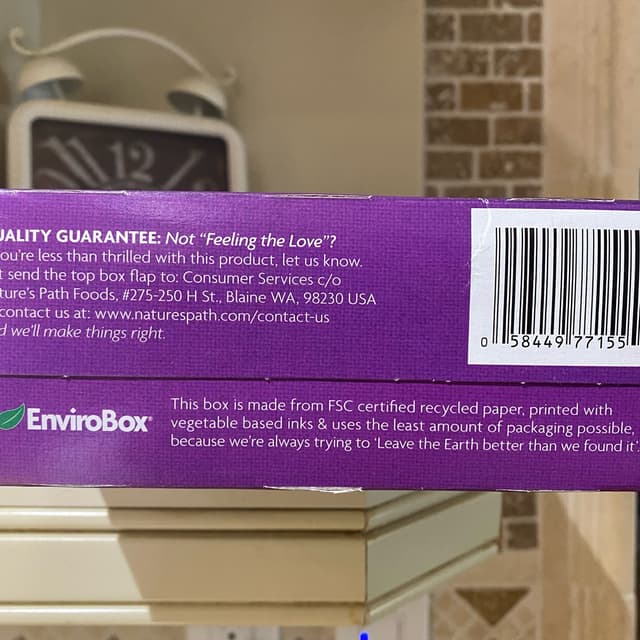 12
UALITY GUARANTEE: Not "Feeling the Love"?
you're less than thrilled with this product, let us know.
t send the top box flap to: Consumer Services c/o
ture's Path Foods, #275-250 H St., Blaine WA, 98230 USA
contact us at: www.naturespath.com/contact-us
d we'll make things right.
0 58449 77155
EnviroBox®
This box is made from FSC certified recycled paper, printed with
vegetable based inks & uses the least amount of packaging possible,
because we're always trying to 'Leave the Earth better than we found it'.